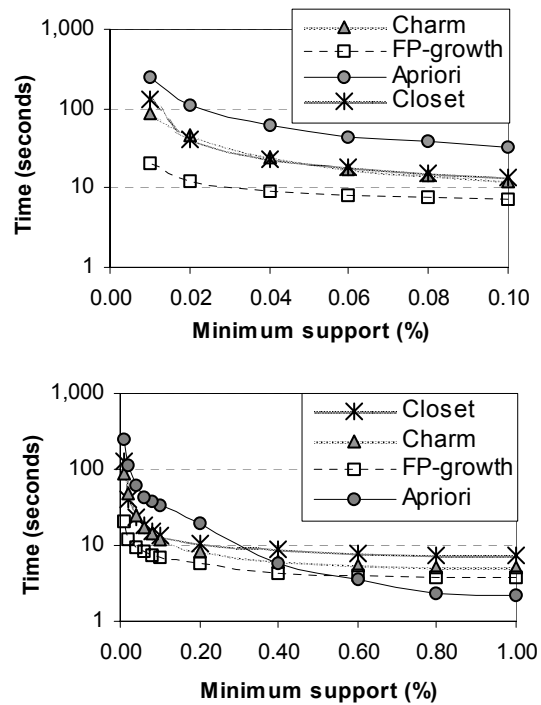 1,000
100
10
1
Time (seconds)
Charm
FP-growth
Apriori
Closet
0.00 0.02 0.04 0.06 0.08 0.10
Minimum support (%)
1,000
100
10
1
Time (seconds)
Closet
Charm
FP-growth
Apriori
0.00 0.20 0.40 0.60 0.80 1.00
Minimum support (%)